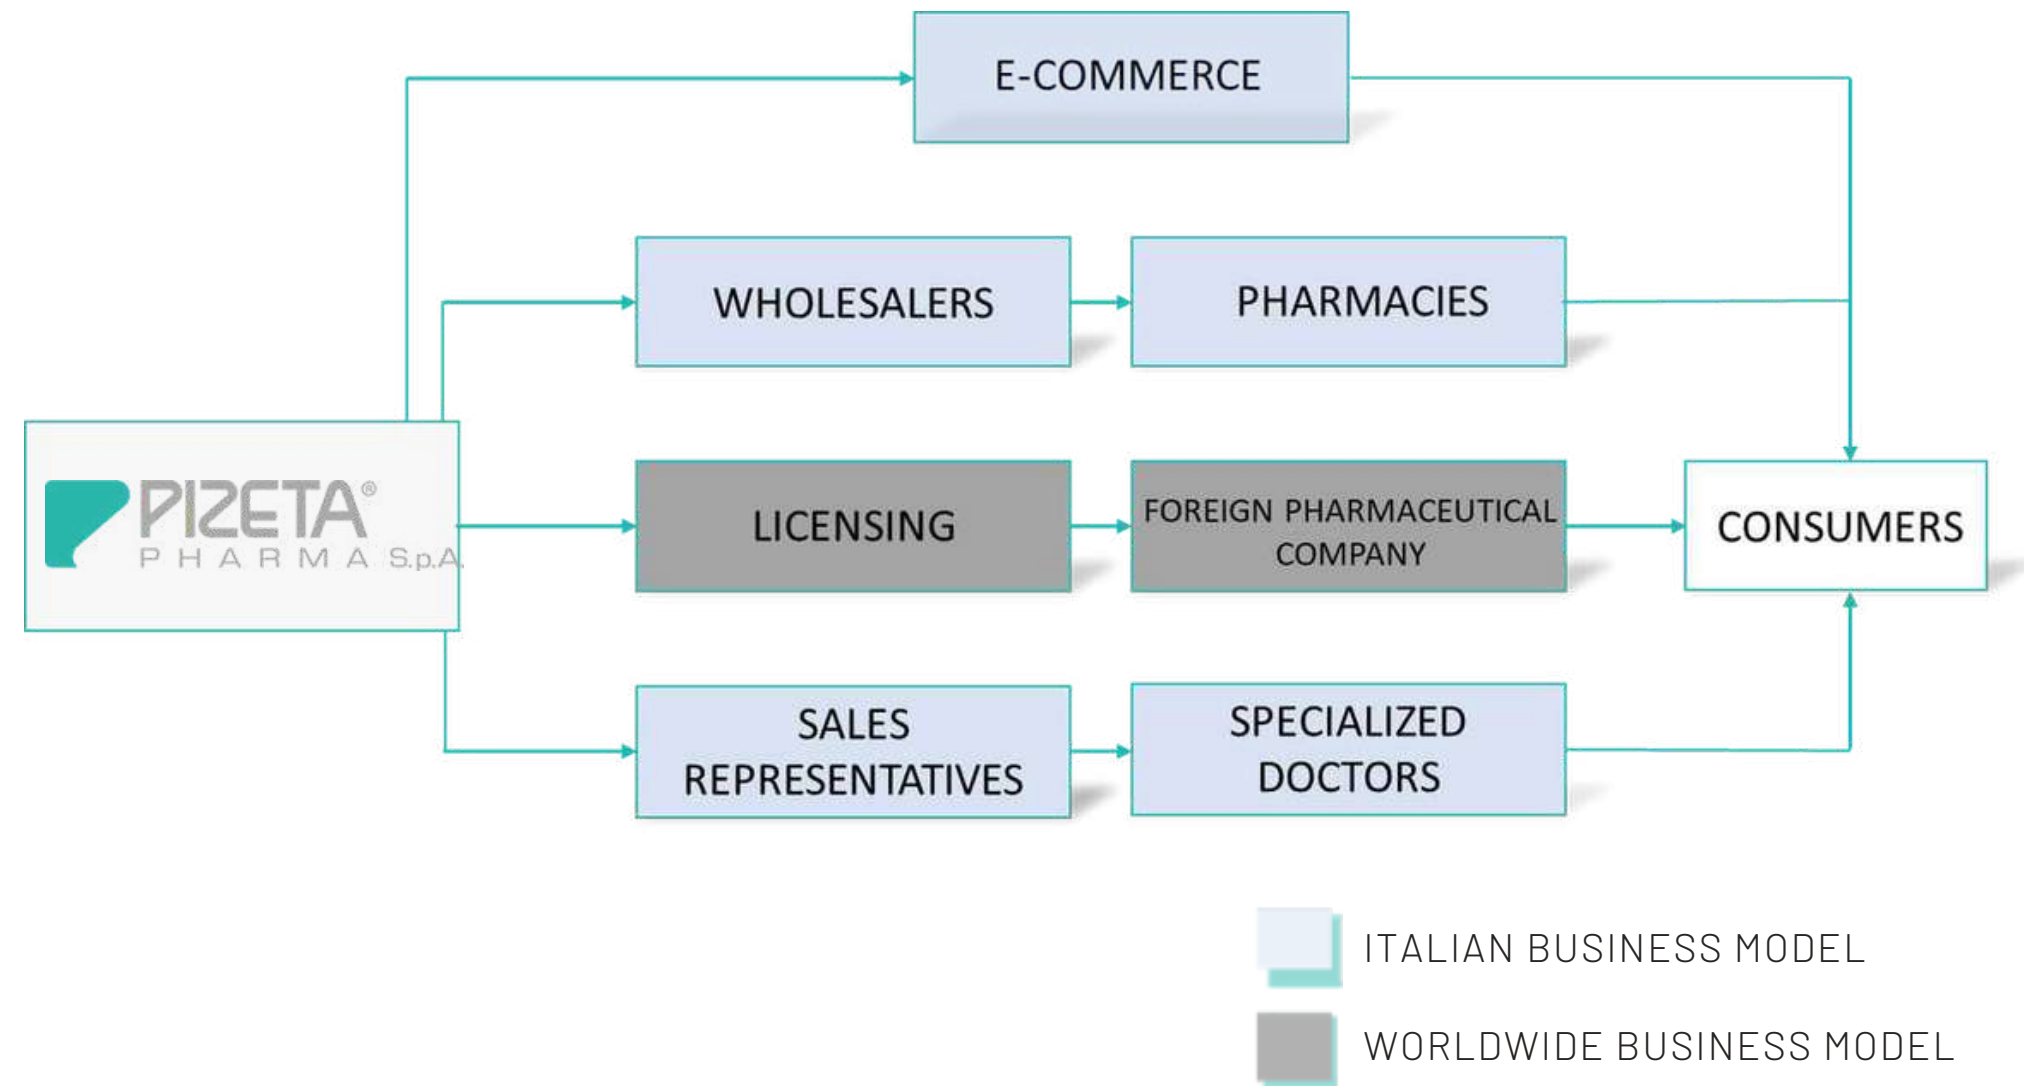 E-COMMERCE
WHOLESALERS
PHARMACIES
PIZETA®
PHARMA S.p.A.
LICENSING
FOREIGN PHARMACEUTICAL
COMPANY
CONSUMERS
SALES
REPRESENTATIVES
SPECIALIZED
DOCTORS
ITALIAN BUSINESS MODEL
WORLDWIDE BUSINESS MODEL